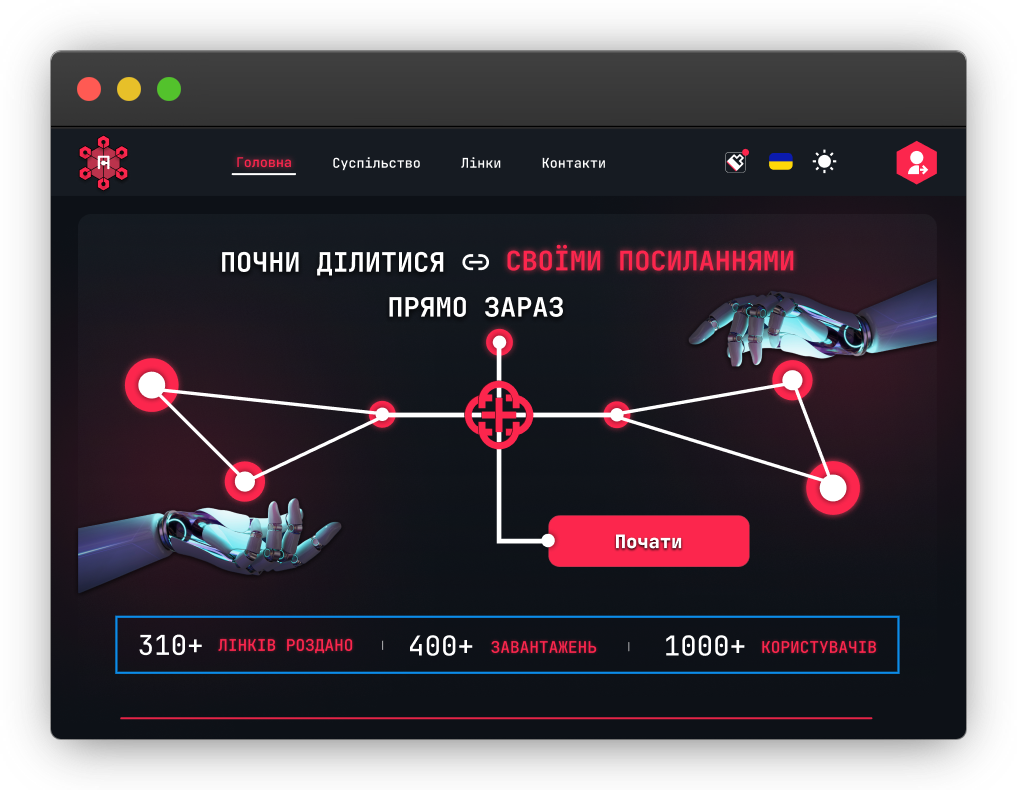 Головна Суспільство Лінки Контакти
ПОЧНИ ДІЛИТИСЯ СВОЇМИ ПОСИЛАННЯМИ
ПРЯМО ЗАРАЗ
Почати
310+ ЛІНКІВ РОЗДАНО 400+ ЗАВАНТАЖЕНЬ 1000+ КОРИСТУВАЧІВ